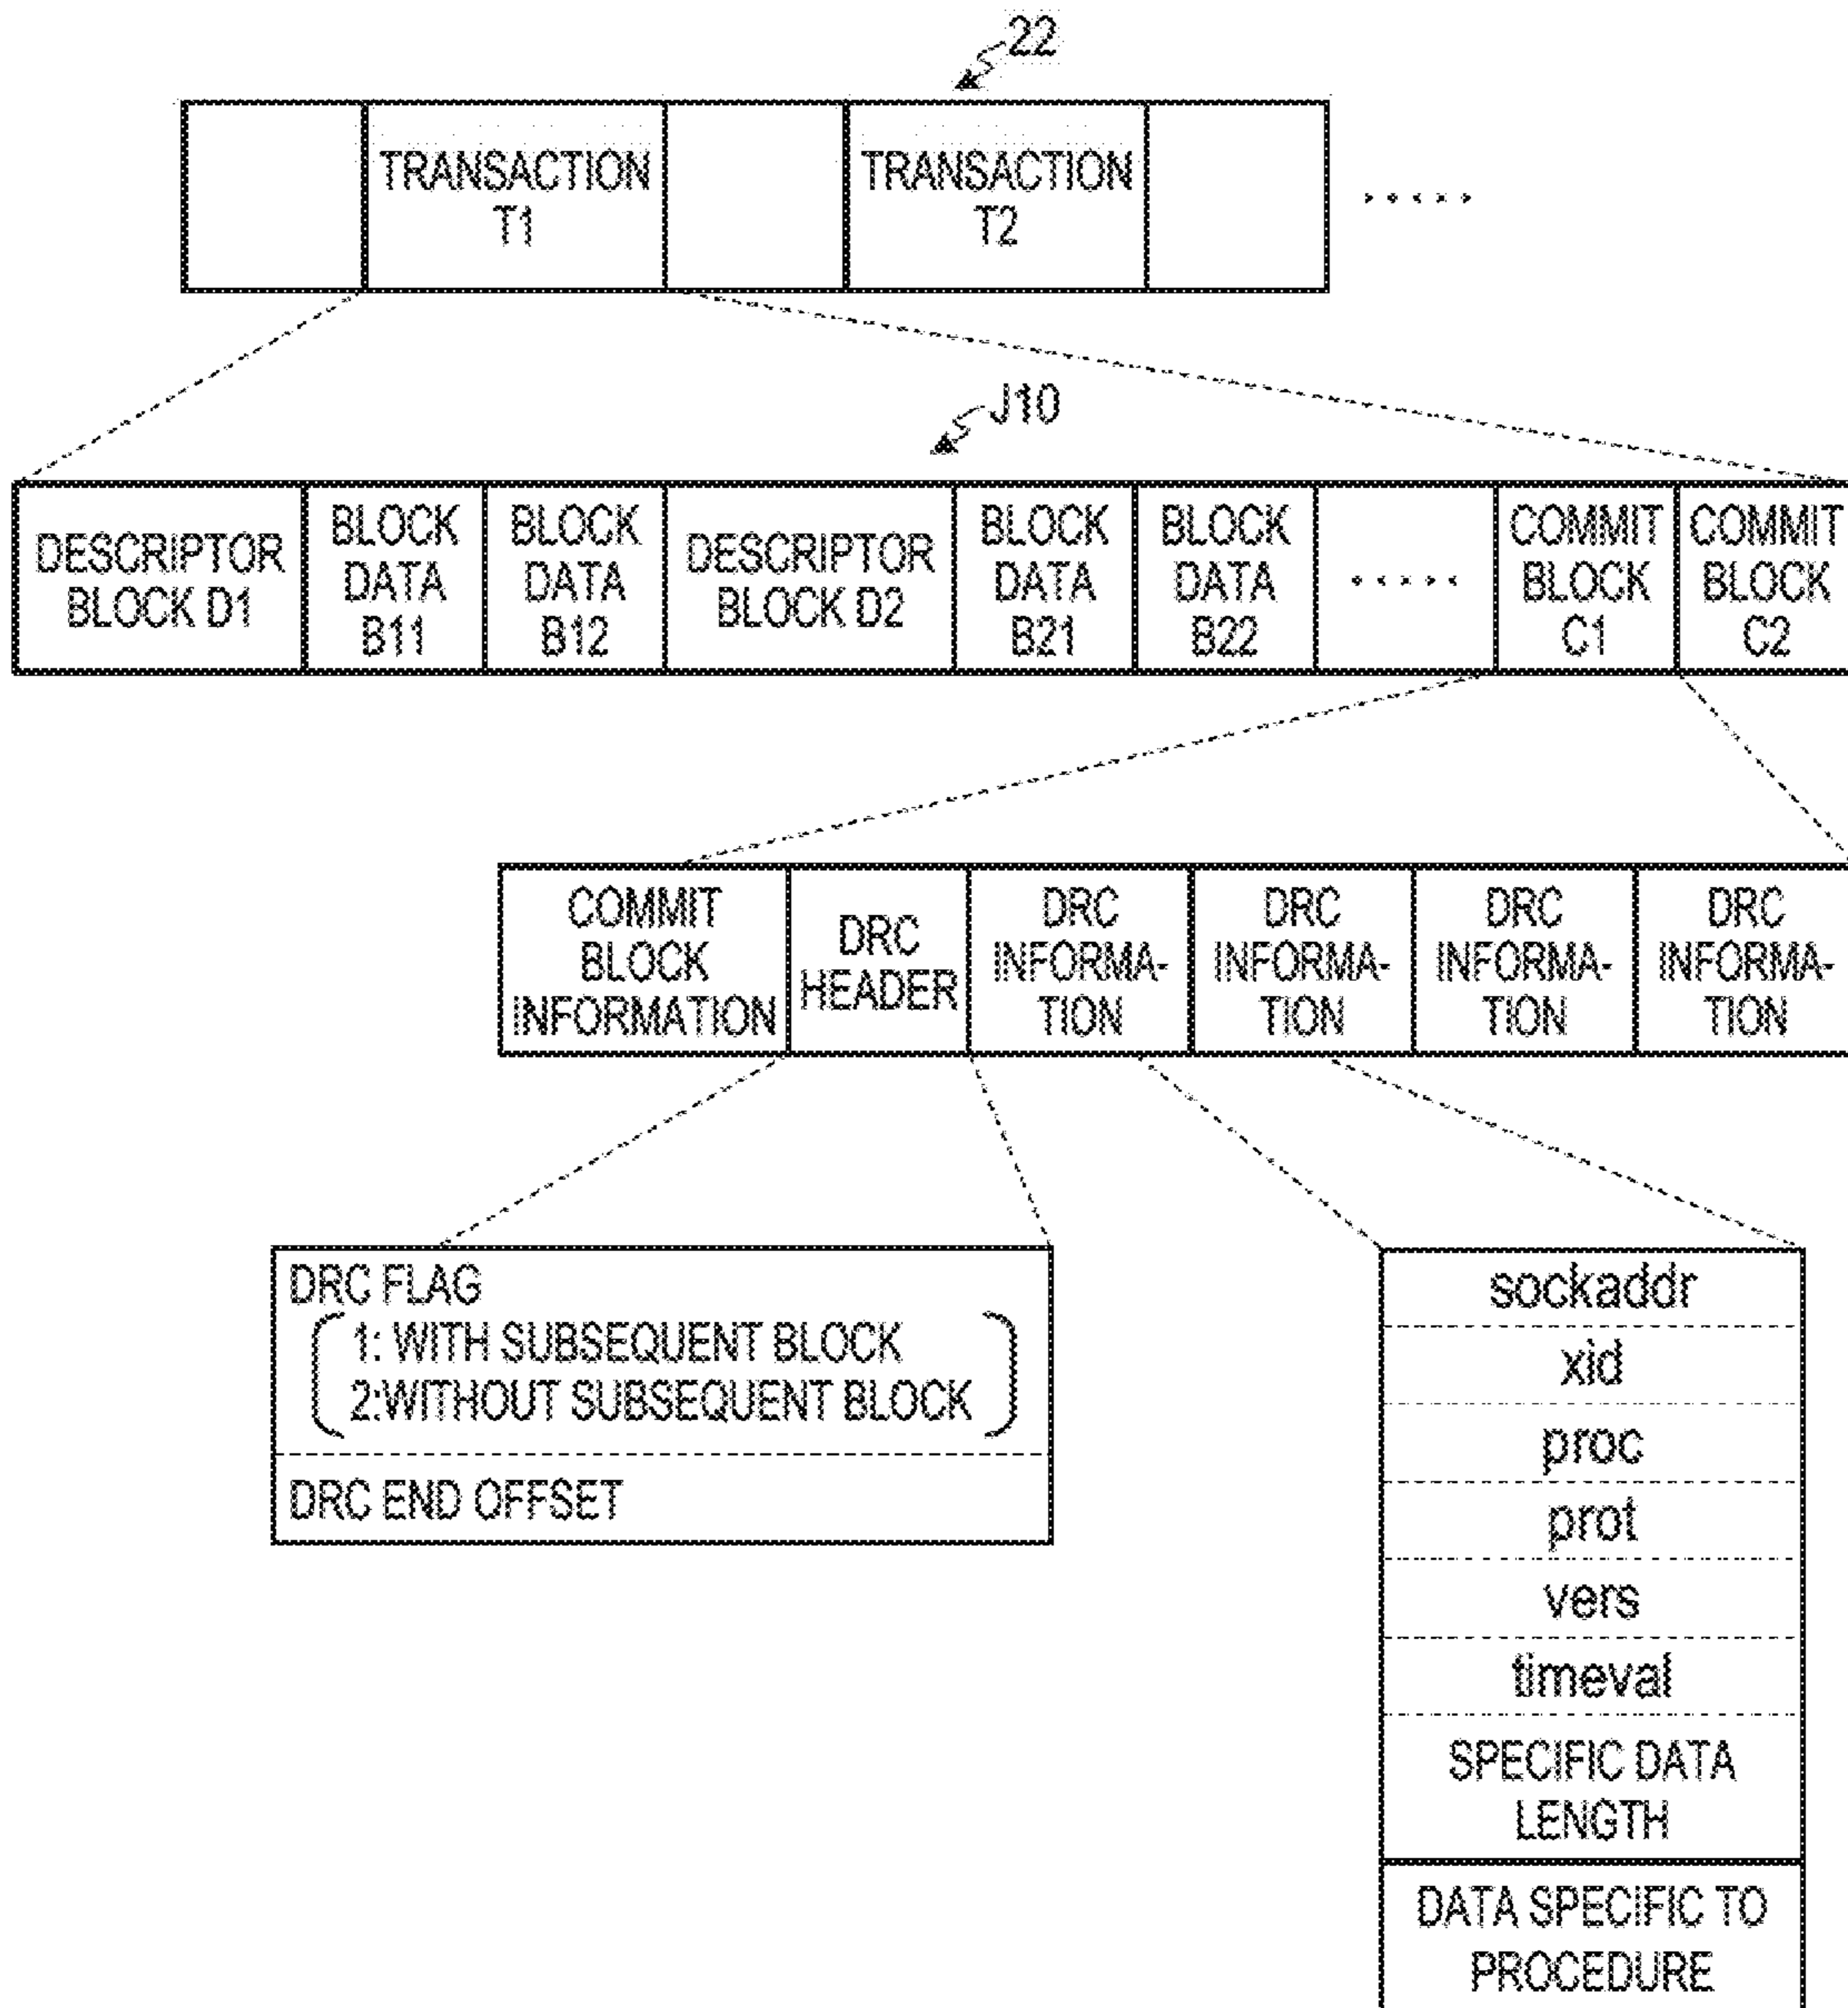 22
TRANSACTION
T1
TRANSACTION
T2
.....
J10
DESCRIPTOR
BLOCK D1
BLOCK
DATA
B11
BLOCK
DATA
B12
DESCRIPTOR
BLOCK D2
BLOCK
DATA
B21
BLOCK
DATA
B22
.....
COMMIT
BLOCK
C1
COMMIT
BLOCK
C2
COMMIT
BLOCK
INFORMATION
DRC
HEADER
DRC
INFORMA-
TION
DRC
INFORMA-
TION
DRC
INFORMA-
TION
DRC
INFORMA-
TION
DRC FLAG
1: WITH SUBSEQUENT BLOCK
2:WITHOUT SUBSEQUENT BLOCK
DRC END OFFSET
sockaddr
xid
proc
prot
vers
timeval
SPECIFIC DATA
LENGTH
DATA SPECIFIC TO
PROCEDURE